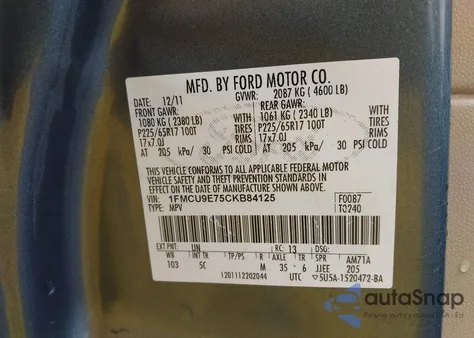 MFD. BY FORD MOTOR CO.
DATE: 12/11 GVWR: 2087 KG ( 4600 LB)
FRONT GAWR: REAR GAWR:
1080 KG ( 2380 LB) WITH 1061 KG ( 2340 LB) WITH
P225/65R17 100T TIRES P225/65R17 100T TIRES
17x7.0J RIMS 17x7.0J RIMS
AT 205 kPa/ 30 PSI COLD AT 205 kPa/ 30 PSI COLD
THIS VEHICLE CONFORMS TO ALL APPLICABLE FEDERAL MOTOR
VEHICLE SAFETY AND THEFT PREVENTION STANDARDS IN
EFFECT ON THE DATE OF MANUFACTURE SHOWN ABOVE.
VIN: 1FMCU9E75CKB84125 F0087
TYPE: MPV T0240
EXT PNT: UN RC: 13 DSO:
WB INT TR TP/PS R AX TR SPR AM71A
103 5C M 35 6 JJEE 205
1201112202044 UTC 5U5A-1520472-BA
autoSnap